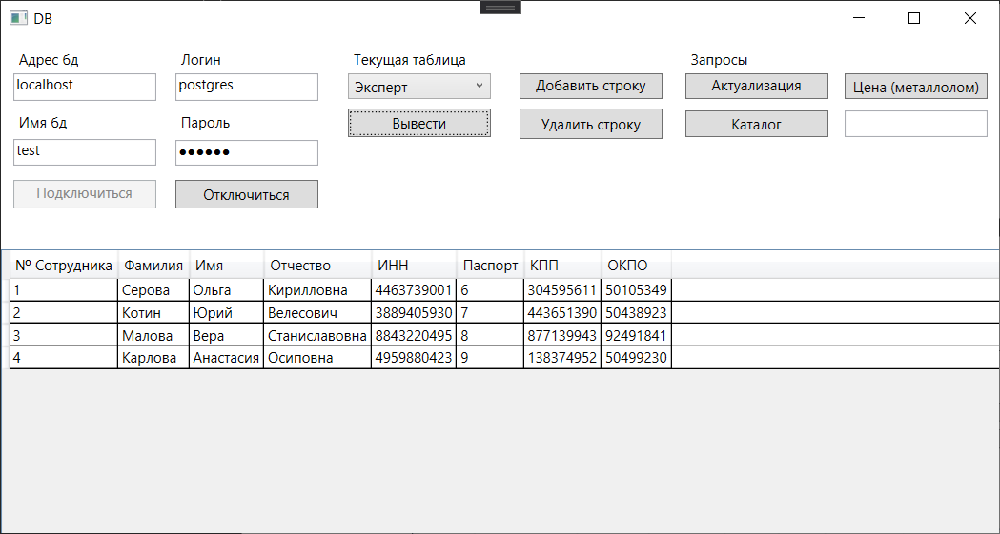 DB
Адрес бд Логин Текущая таблица Запросы
localhost postgres Эксперт Добавить строку Актуализация Цена (металлолом)
Имя бд Пароль Вывести Удалить строку Каталог
test ●●●●●●
Подключиться Отключиться
№ Сотрудника Фамилия Имя Отчество ИНН Паспорт КПП ОКПО
1 Серова Ольга Кирилловна 4463739001 6 304595611 50105349
2 Котин Юрий Велесович 3889405930 7 443651390 50438923
3 Малова Вера Станиславовна 8843220495 8 877139943 92491841
4 Карлова Анастасия Осиповна 4959880423 9 138374952 50499230